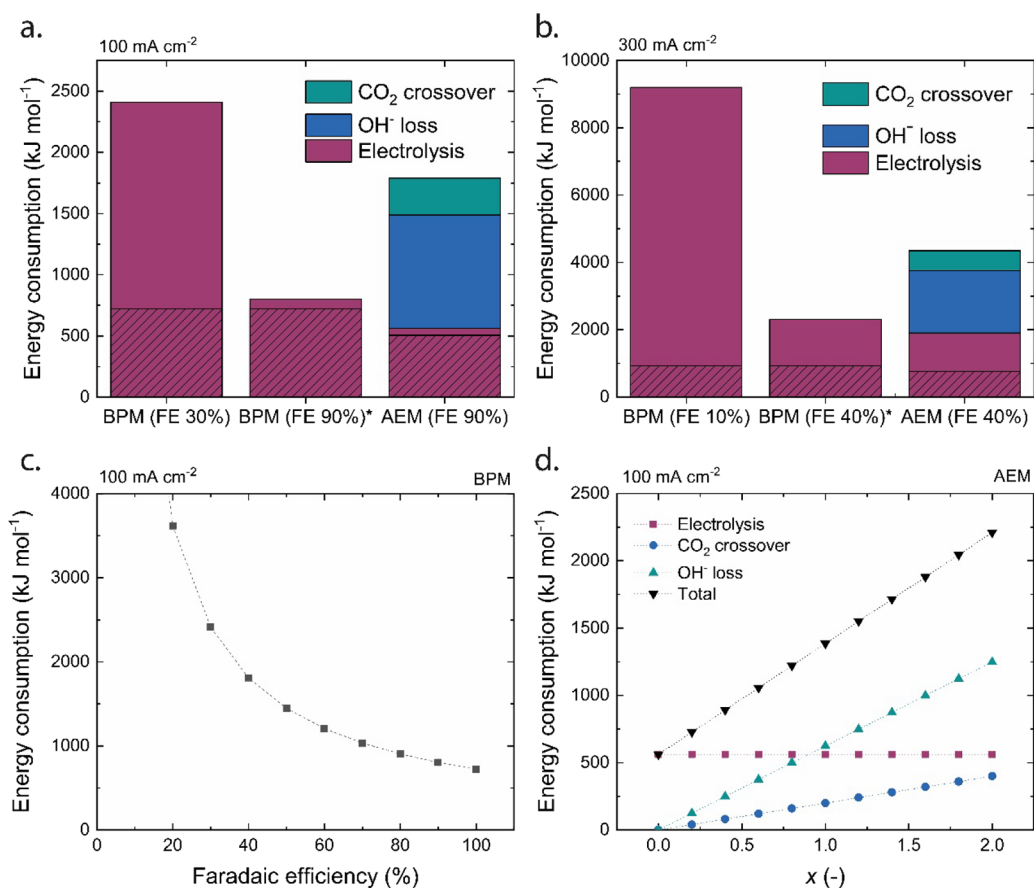 a.
100 mA cm⁻²
Energy consumption (kJ mol⁻¹)
2500
2000
1500
1000
500
0
CO₂ crossover
OH⁻ loss
Electrolysis
BPM (FE 30%)
BPM (FE 90%)*
AEM (FE 90%)
b.
300 mA cm⁻²
Energy consumption (kJ mol⁻¹)
10000
8000
6000
4000
2000
0
CO₂ crossover
OH⁻ loss
Electrolysis
BPM (FE 10%)
BPM (FE 40%)*
AEM (FE 40%)
c.
100 mA cm⁻²
BPM
Energy consumption (kJ mol⁻¹)
4000
3000
2000
1000
0
20
40
60
80
100
Faradaic efficiency (%)
d.
100 mA cm⁻²
AEM
Energy consumption (kJ mol⁻¹)
2500
2000
1500
1000
500
0
Electrolysis
CO₂ crossover
OH⁻ loss
Total
0.0
0.5
1.0
1.5
2.0
x (-)